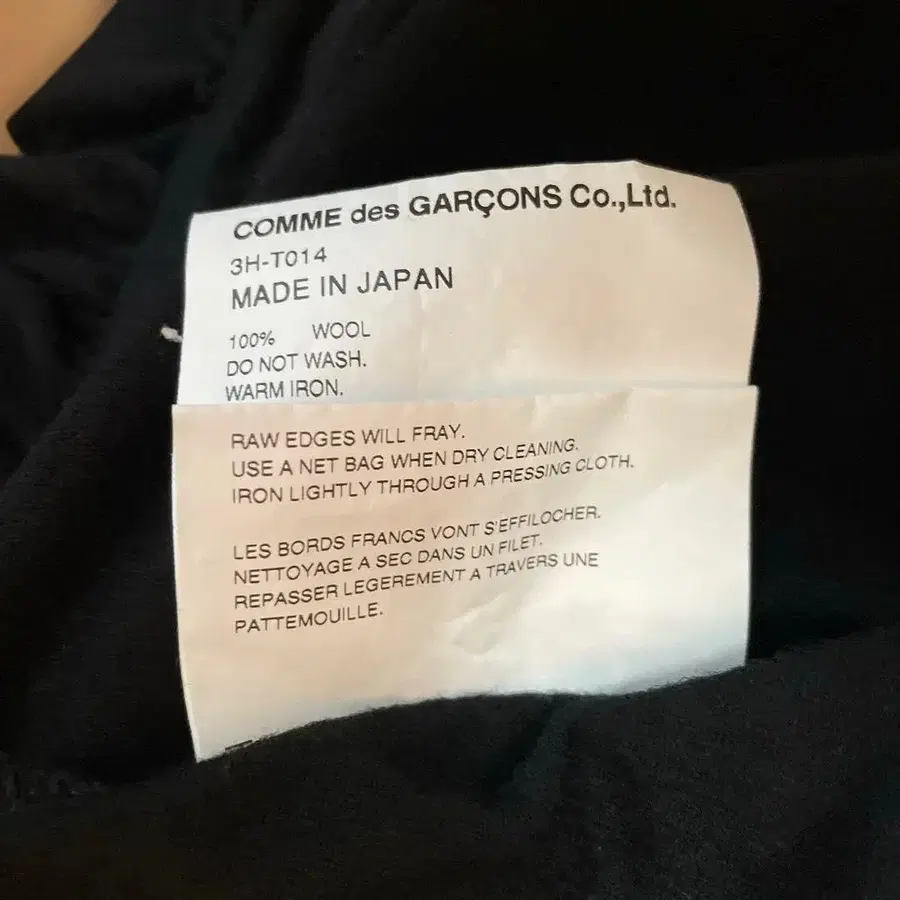 COMME des GARÇONS Co.,Ltd.
3H-T014
MADE IN JAPAN
100% WOOL
DO NOT WASH.
WARM IRON.
RAW EDGES WILL FRAY.
USE A NET BAG WHEN DRY CLEANING.
IRON LIGHTLY THROUGH A PRESSING CLOTH.
LES BORDS FRANCS VONT S'EFFILOCHER.
NETTOYAGE A SEC DANS UN FILET.
REPASSER LEGEREMENT A TRAVERS UNE
PATTEMOUILLE.